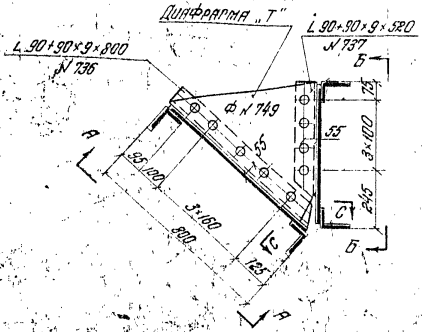 Диафрагма „Т"
L 90+90×9×520
N 737
L 90+90×9×800
N 736
Ф N 749
Б
75
55
3×100
245
С
Б
А
95
100
55
3×160
800
125
С
А